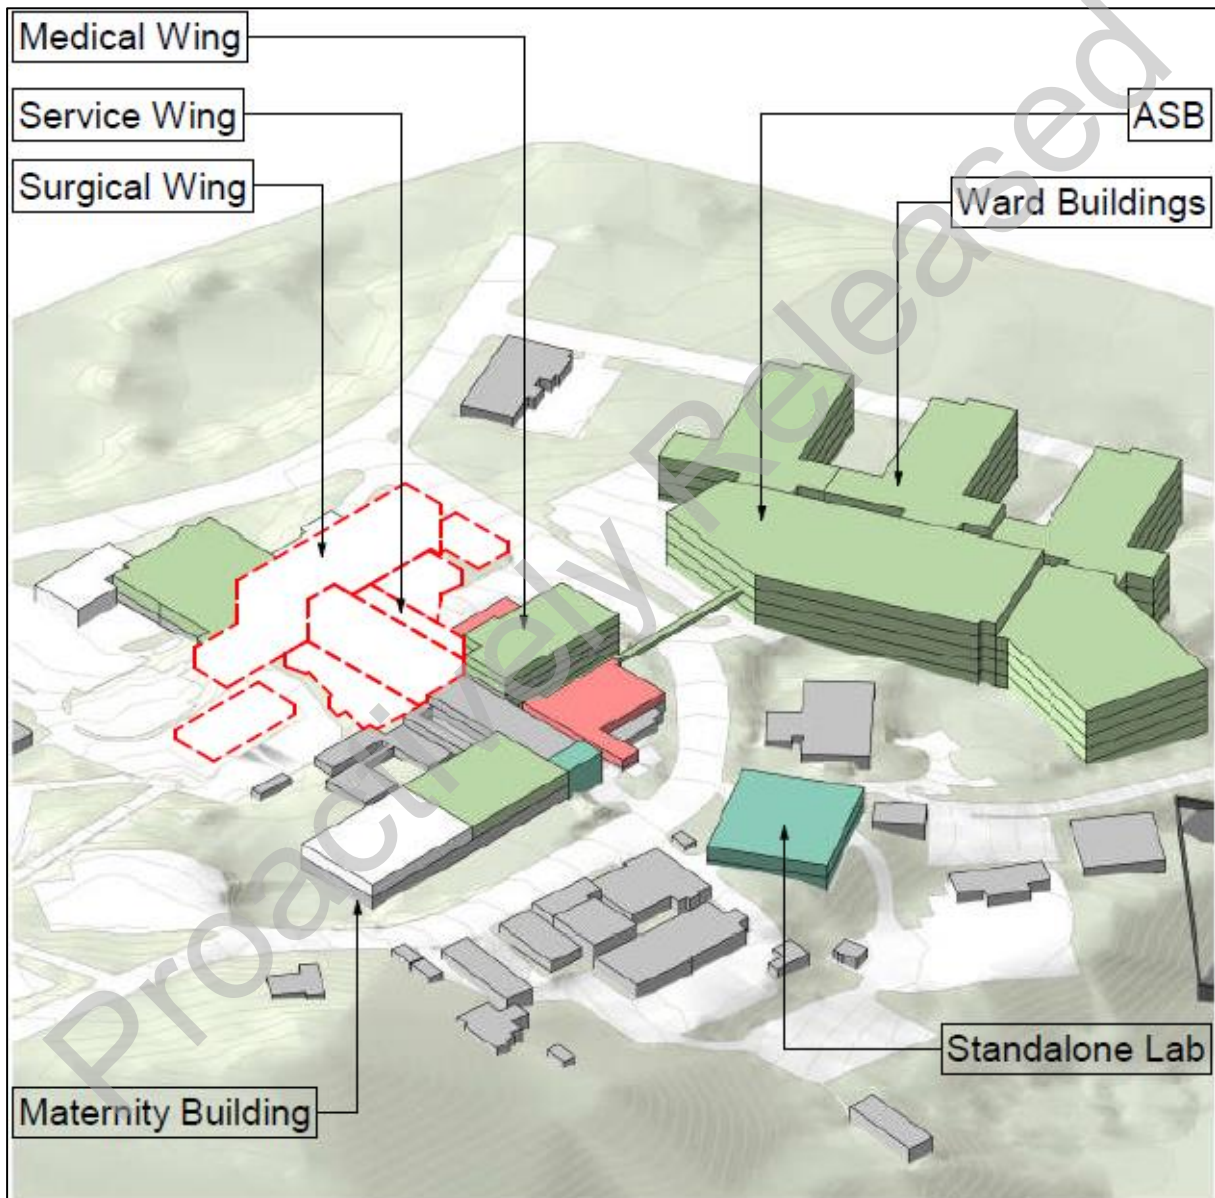 Medical Wing
Service Wing
Surgical Wing
ASB
Ward Buildings
Standalone Lab
Maternity Building
Proactively Released